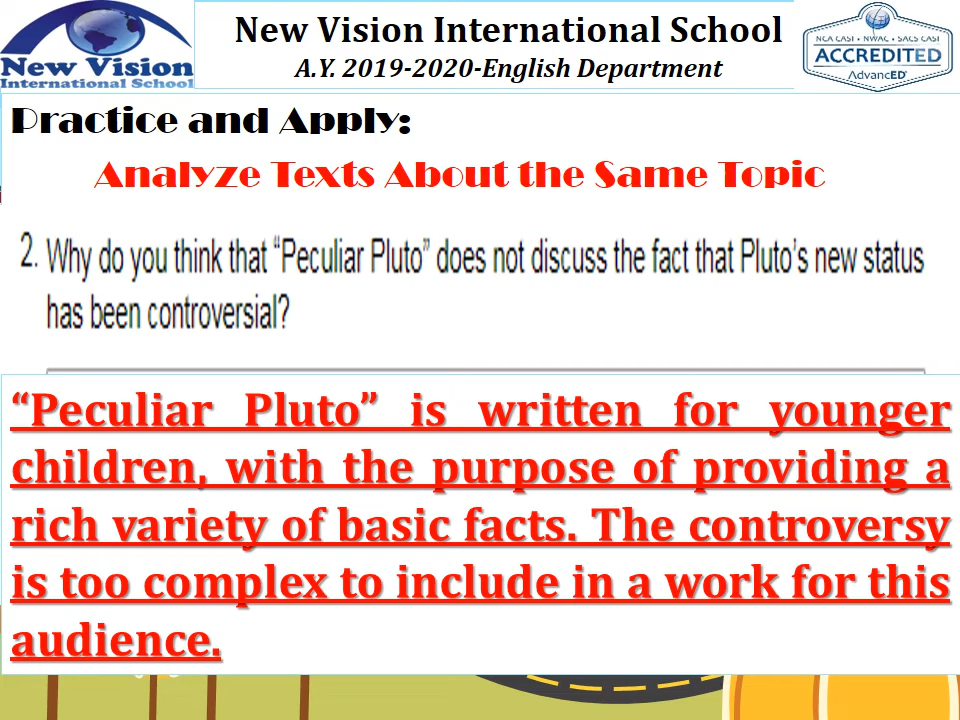 New Vision
International School
New Vision International School
A.Y. 2019-2020-English Department
NCA CASI • NWAC • SACS CASI
ACCREDITED
AdvancED®
Practice and Apply:
Analyze Texts About the Same Topic
2. Why do you think that “Peculiar Pluto” does not discuss the fact that Pluto’s new status
has been controversial?
“Peculiar Pluto” is written for younger
children, with the purpose of providing a
rich variety of basic facts. The controversy
is too complex to include in a work for this
audience.